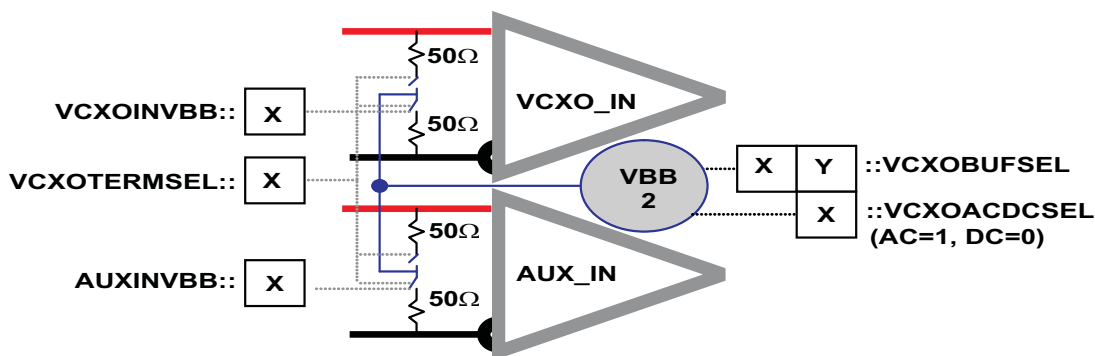 50Ω
VCXOINVBB:: X
VCXO_IN
50Ω
VCXOTERMSEL:: X
VBB
2
X Y ::VCXOBUFSEL
X ::VCXOACDCSEL
(AC=1, DC=0)
50Ω
AUXINVBB:: X
AUX_IN
50Ω